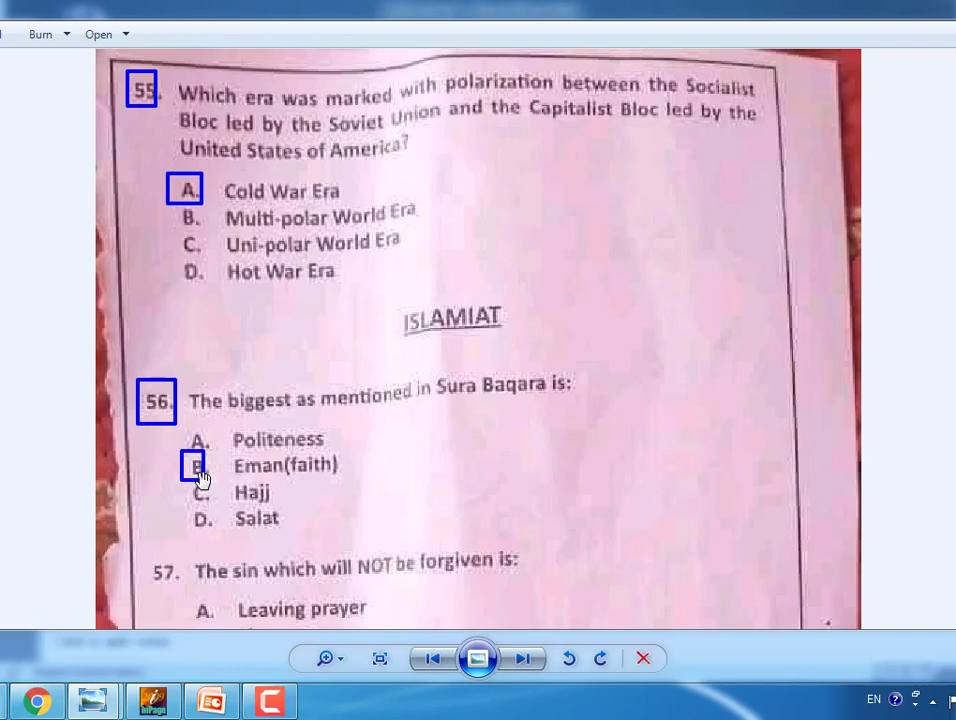 Burn
Open
55. Which era was marked with polarization between the Socialist
Bloc led by the Soviet Union and the Capitalist Bloc led by the
United States of America?
A. Cold War Era
B. Multi-polar World Era
C. Uni-polar World Era
D. Hot War Era
ISLAMIAT
56. The biggest as mentioned in Sura Baqara is:
A. Politeness
B. Eman(faith)
C. Hajj
D. Salat
57. The sin which will NOT be forgiven is:
A. Leaving prayer
InPage
EN